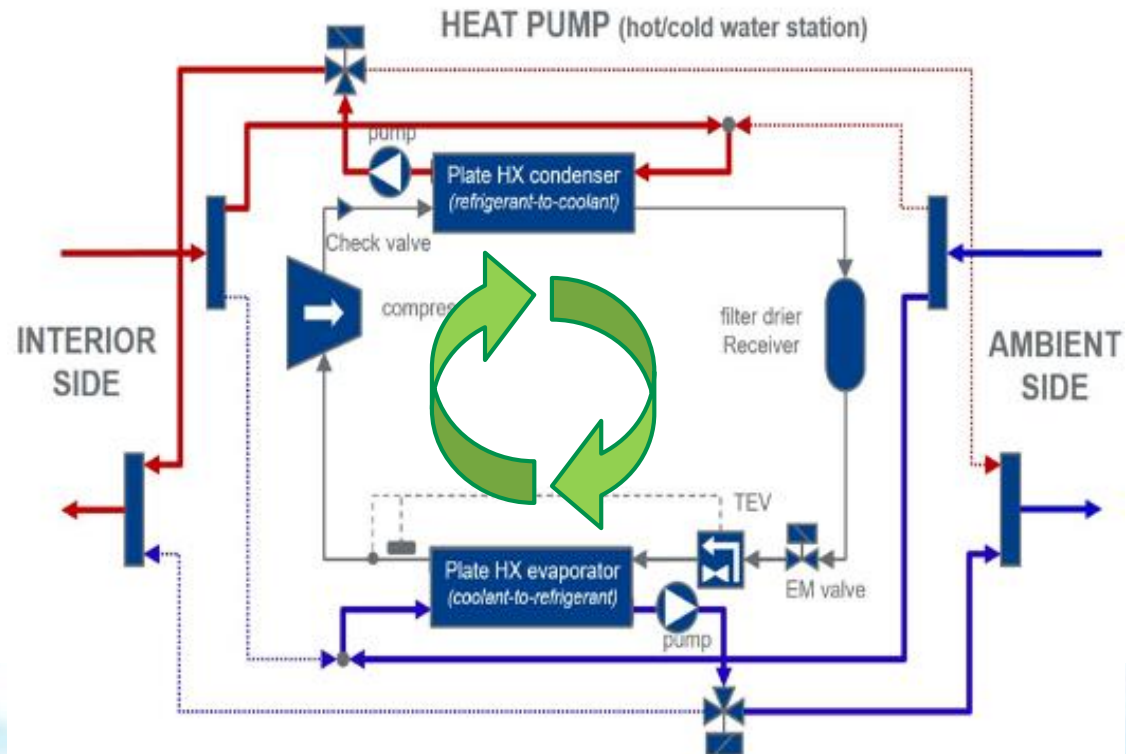 HEAT PUMP (hot/cold water station)
pump
Plate HX condenser
(refrigerant-to-coolant)
Check valve
INTERIOR
SIDE
filter drier
Receiver
AMBIENT
SIDE
TEV
Plate HX evaporator
(coolant-to-refrigerant)
EM valve
pump